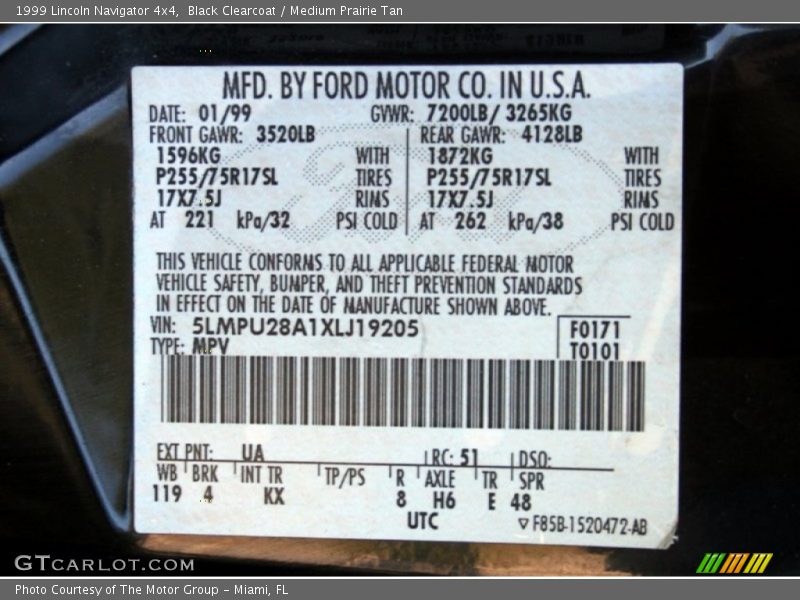 1999 Lincoln Navigator 4x4,  Black Clearcoat / Medium Prairie Tan
MFD. BY FORD MOTOR CO. IN U.S.A.
DATE: 01/99 GVWR: 7200LB/ 3265KG
FRONT GAWR: 3520LB REAR GAWR: 4128LB
1596KG WITH 1872KG WITH
P255/75R17SL TIRES P255/75R17SL TIRES
17X7.5J RIMS 17X7.5J RIMS
AT 221 kPa/32 PSI COLD AT 262 kPa/38 PSI COLD
THIS VEHICLE CONFORMS TO ALL APPLICABLE FEDERAL MOTOR
VEHICLE SAFETY, BUMPER, AND THEFT PREVENTION STANDARDS
IN EFFECT ON THE DATE OF MANUFACTURE SHOWN ABOVE.
VIN: 5LMPU28A1XLJ19205 F0171
TYPE: MPV T0101
EXT PNT: UA RC: 51 DSO:
WB BRK INT TR TP/PS R AXLE TR SPR
119 4 KX 8 H6 E 48
UTC ▽ F85B-1520472-AB
GTCARLOT.COM
Photo Courtesy of The Motor Group – Miami, FL